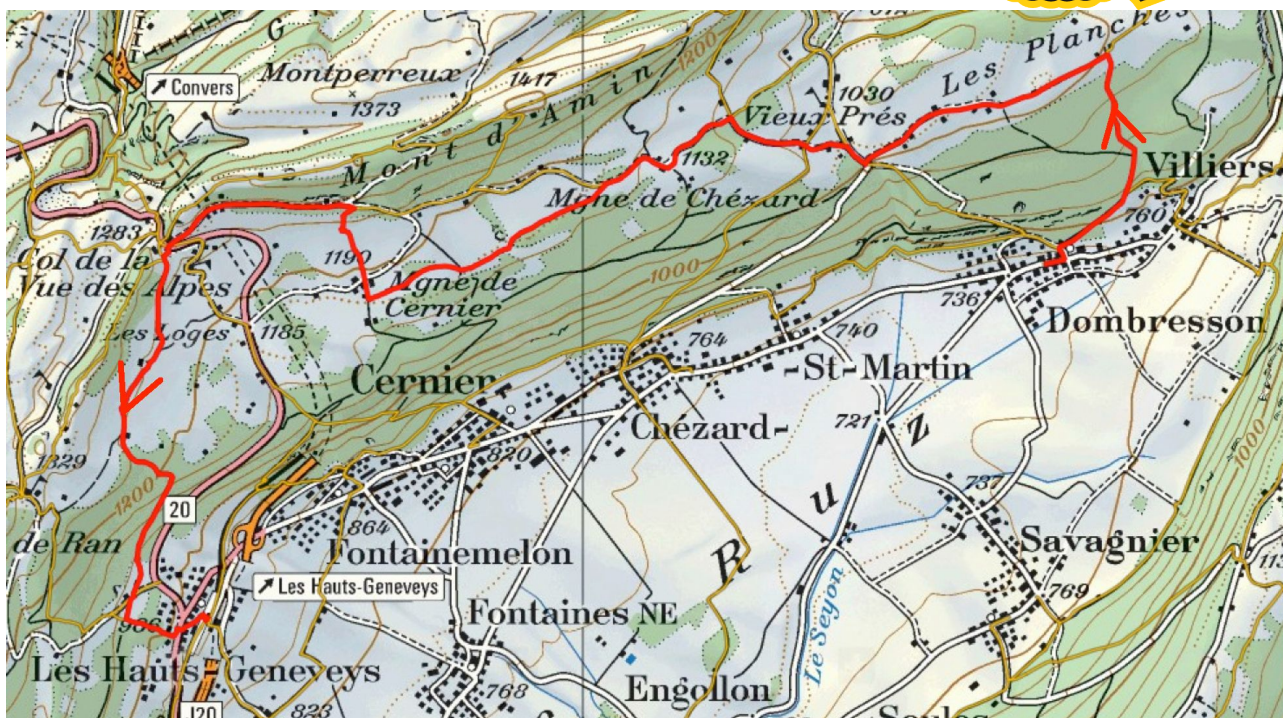 Les Planches
G
Convers
Montperreux
1417
1200
1373
Mont d'Amin
1030
Vieux Prés
1132
Mgne de Chézard
Villiers
760
1283
Col de la
Vue des Alpes
1190
Mgne de
Cernier
1000
736
Les Loges
1185
764
740
Dombresson
Cernier
-St-Martin
Chézard-
721
z
820
1329
1200
20
1000
737
864
u
de Ran
Fontainemelon
R
Savagnier
Les Hauts-Geneveys
769
Fontaines NE
Le Seyon
Les Hauts-Geneveys
Engollon
768
J20
823